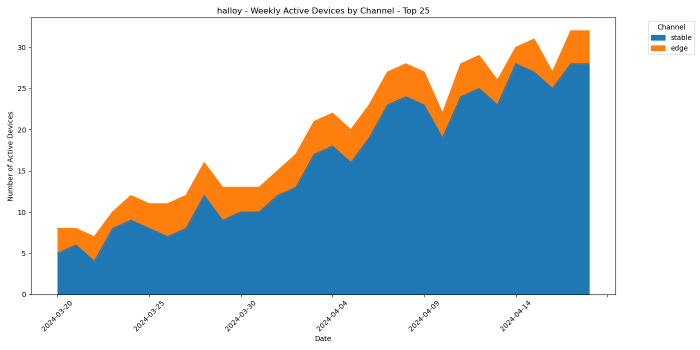 halloy - Weekly Active Devices by Channel - Top 25
Channel
stable
edge
Number of Active Devices
30
25
20
15
10
5
0
2024-03-20
2024-03-25
2024-03-30
2024-04-04
2024-04-09
2024-04-14
Date